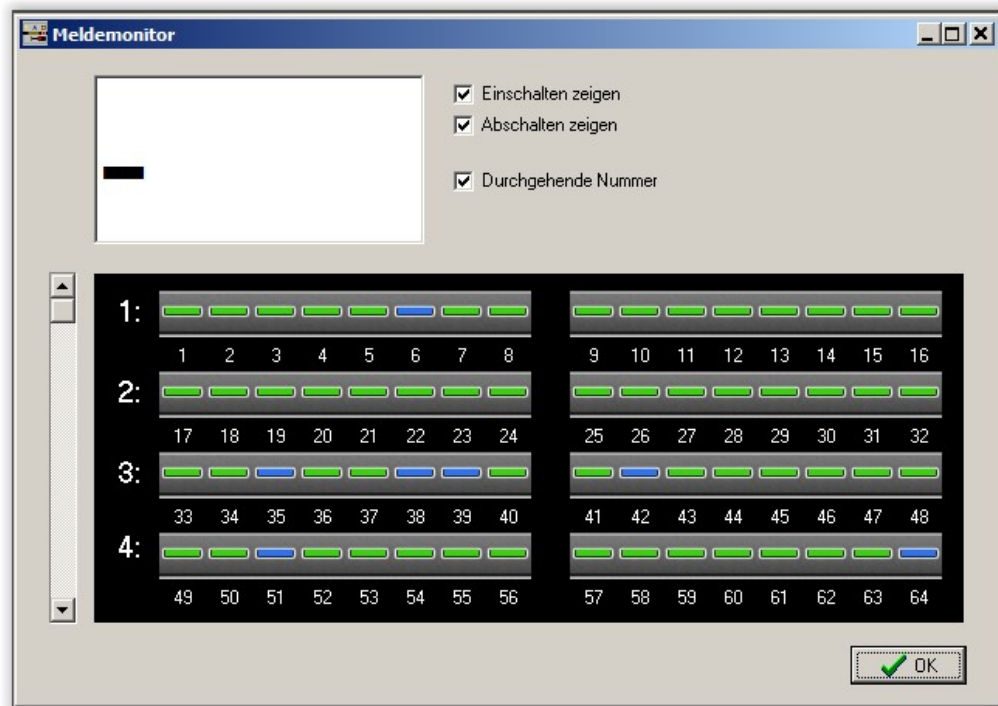 Meldemonitor
Einschalten zeigen
Abschalten zeigen
Durchgehende Nummer
1:
1 2 3 4 5 6 7 8 9 10 11 12 13 14 15 16
2:
17 18 19 20 21 22 23 24 25 26 27 28 29 30 31 32
3:
33 34 35 36 37 38 39 40 41 42 43 44 45 46 47 48
4:
49 50 51 52 53 54 55 56 57 58 59 60 61 62 63 64
OK